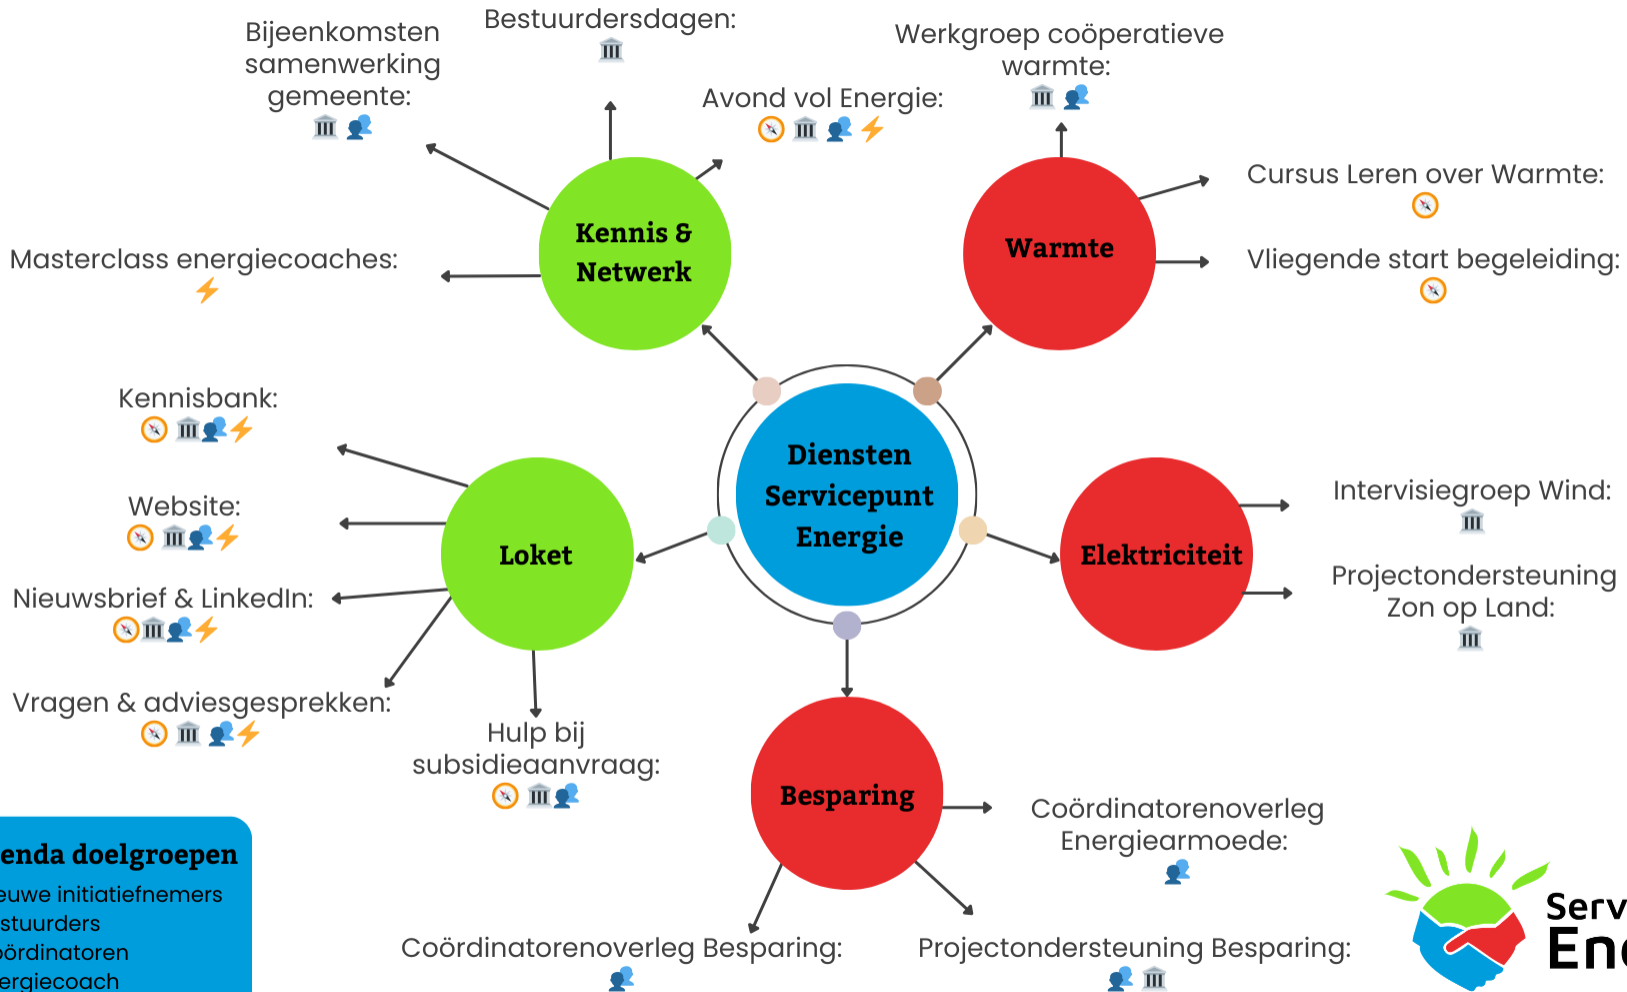 Bijeenkomsten
samenwerking
gemeente:
Bestuurdersdagen:
Avond vol Energie:
Werkgroep coöperatieve
warmte:
Cursus Leren over Warmte:
Vliegende start begeleiding:
Masterclass energiecoaches:
Kennis &
Netwerk
Warmte
Kennisbank:
Website:
Nieuwsbrief & LinkedIn:
Vragen & adviesgesprekken:
Hulp bij
subsidieaanvraag:
Loket
Diensten
Servicepunt
Energie
Elektriciteit
Intervisiegroep Wind:
Projectondersteuning
Zon op Land:
Besparing
Coördinatorenoverleg
Energiearmoede:
Coördinatorenoverleg Besparing:
Projectondersteuning Besparing:
enda doelgroepen
euwe initiatiefnemers
stuurders
oördinatoren
ergiecoach
Serv
Ene